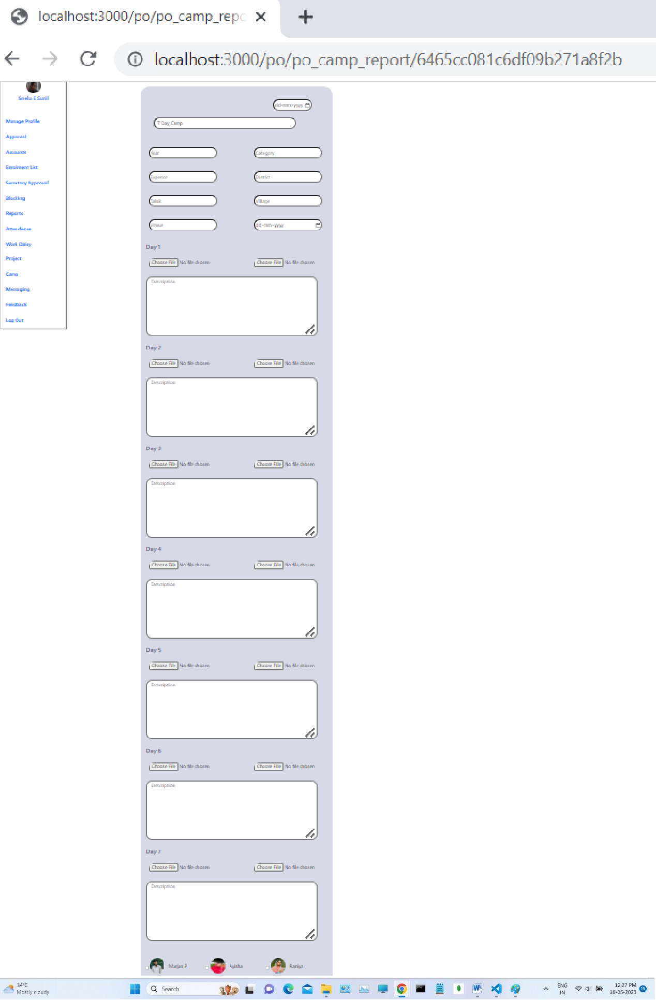 localhost:3000/po/po_camp_repo
localhost:3000/po/po_camp_report/6465cc081c6df09b271a8f2b
Sneha E Sunil
Manage Profile
Approval
Accounts
Enrolment List
Secretary Approval
Blocking
Reports
Attendence
Work Dairy
Project
Camp
Messaging
Feedback
Log Out
dd-mm-yyyy
7 Day Camp
Year Category
District
Taluk Village
Venue dd-mm-yyyy
Day 1
Choose File No file chosen Choose File No file chosen
Description
Day 2
Choose File No file chosen Choose File No file chosen
Description
Day 3
Choose File No file chosen Choose File No file chosen
Description
Day 4
Choose File No file chosen Choose File No file chosen
Description
Day 5
Choose File No file chosen Choose File No file chosen
Description
Day 6
Choose File No file chosen Choose File No file chosen
Description
Day 7
Choose File No file chosen Choose File No file chosen
Description
Marjan Raniya
34°C
Mostly cloudy
Search
ENG
IN
12:27 PM
18-05-2023
15